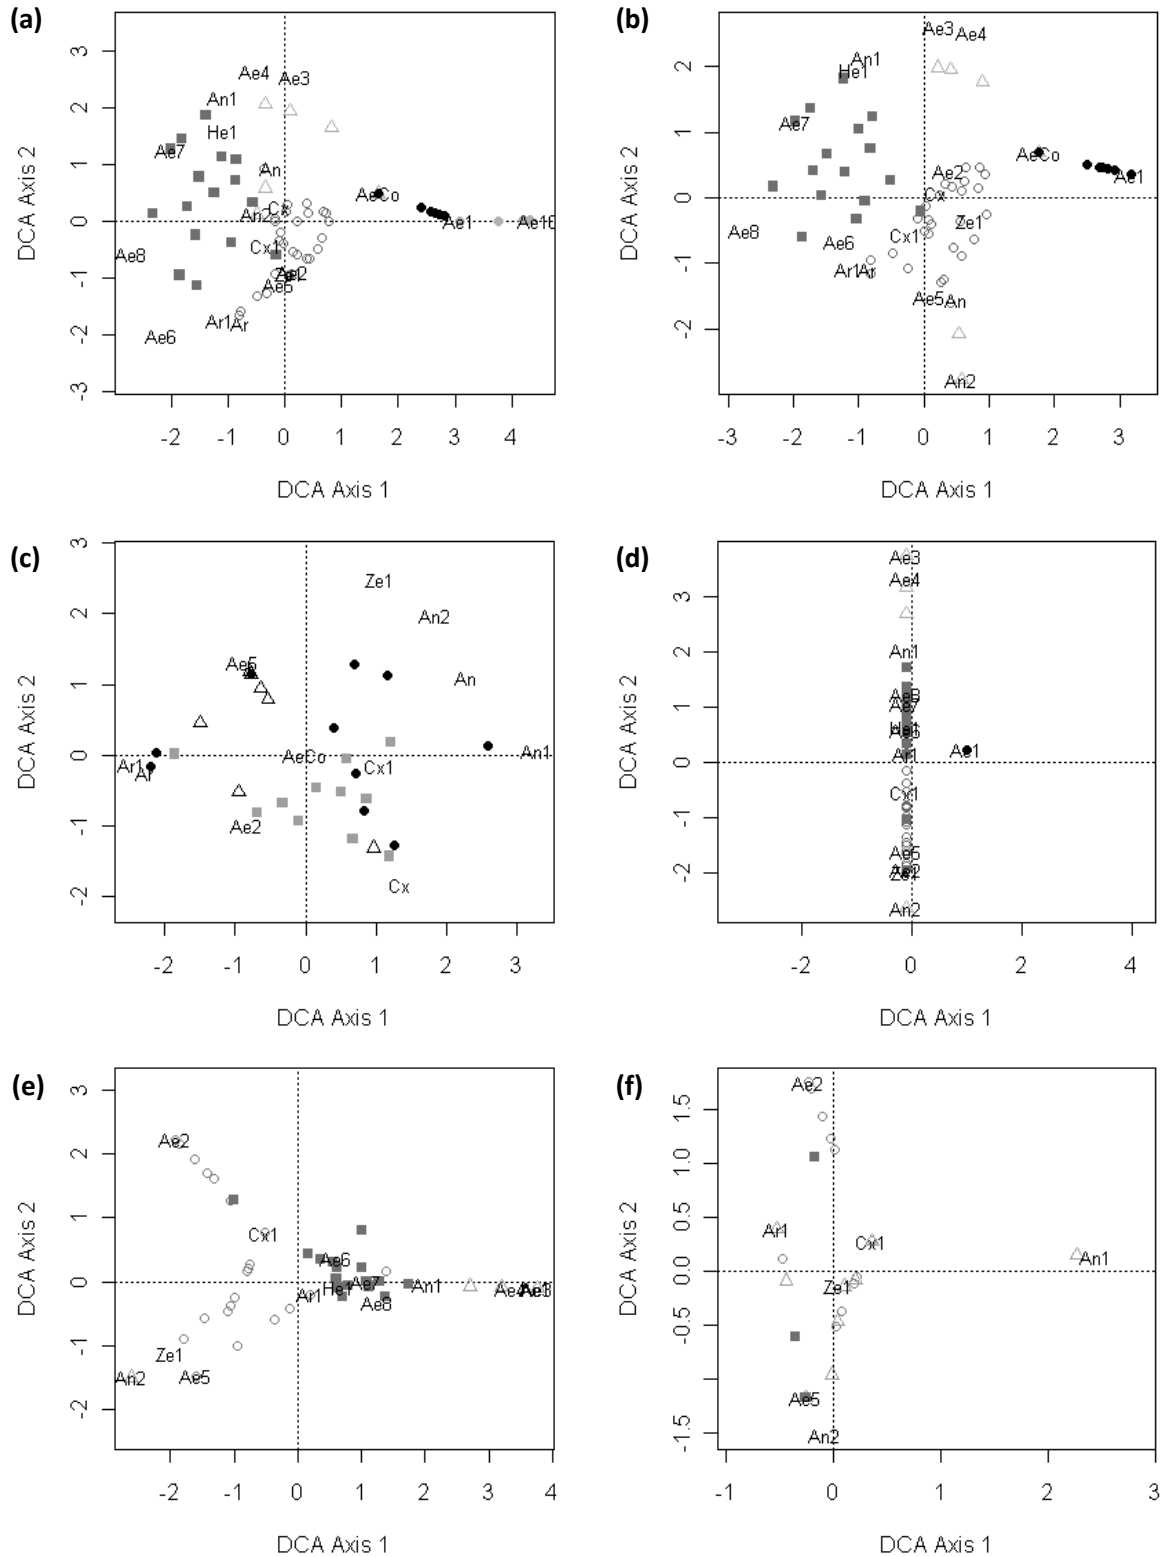 (a)
3
2
1
0
-1
-2
-3
DCA Axis 2
Ae4
Ae3
An1
He1
Ae7
An
AeCo
Cx
An2
Ae1
Ae10
Cx1
Ae8
Ae2
Ae5
Ar1
Ar
Ae6
-2
-1
0
1
2
3
4
DCA Axis 1
(b)
2
1
0
-1
-2
DCA Axis 2
Ae3
Ae4
An1
He1
Ae7
AeCo
Ae2
Ae1
Cx
Ze1
Ae8
Cx1
Ae6
Ar1
Ar
Ae5
An
An2
-3
-2
-1
0
1
2
3
DCA Axis 1
(c)
3
2
1
0
-1
-2
DCA Axis 2
Ze1
An2
Ae5
An
An1
AeCo
Ar1
Ar
Cx1
Ae2
Cx
-2
-1
0
1
2
3
DCA Axis 1
(d)
3
2
1
0
-1
-2
DCA Axis 2
Ae3
Ae4
An1
Ae7
Ae1
Ar1
Cx1
Ae5
An2
-2
0
2
4
DCA Axis 1
(e)
3
2
1
0
-1
-2
DCA Axis 2
Ae2
Cx1
Ae6
He1
Ae7
An1
Ae4
Ae3
Ar1
Ae8
Ze1
An2
Ae5
-2
-1
0
1
2
3
4
DCA Axis 1
(f)
1.5
1.0
0.5
0.0
-0.5
-1.5
DCA Axis 2
Ae2
Ar1
Cx1
An1
Ze1
Ae5
An2
-1
0
1
2
3
DCA Axis 1